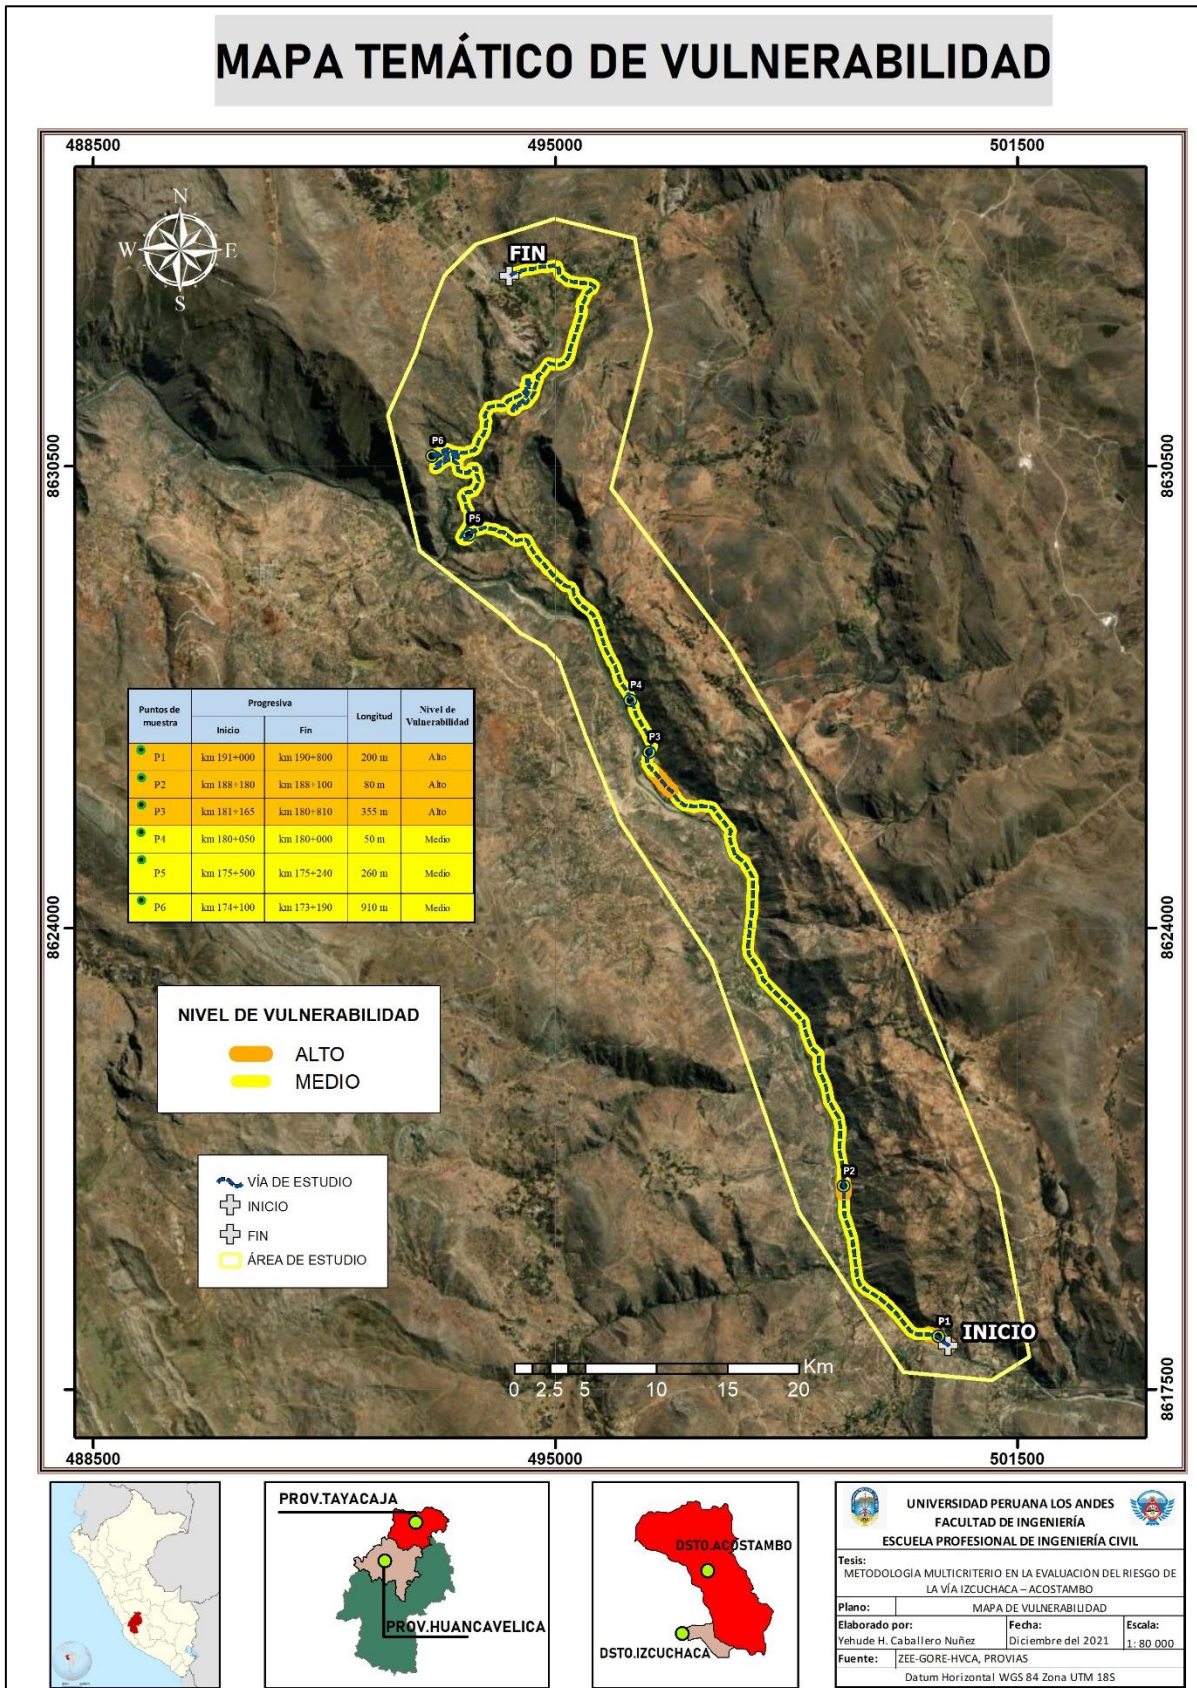 MAPA TEMÁTICO DE VULNERABILIDAD
488500 495000 501500
N
W E
S
FIN
8630500 8630500
P6
P5
P4
P3
Puntos de muestra Progresiva Longitud Nivel de Vulnerabilidad
Inicio Fin
P1 km 191+000 km 190+800 200 m Alto
P2 km 188+180 km 188+100 80 m Alto
P3 km 181+165 km 180+810 355 m Alto
P4 km 180+050 km 180+000 50 m Medio
P5 km 175+500 km 175+240 260 m Medio
P6 km 174+100 km 173+190 910 m Medio
8624000 8624000
NIVEL DE VULNERABILIDAD
ALTO
MEDIO
VÍA DE ESTUDIO
INICIO
FIN
ÁREA DE ESTUDIO
P2
P1
INICIO
Km
0 2.5 5 10 15 20
8617500
488500 495000 501500
PROV.TAYACAJA
PROV.HUANCAVELICA
DSTO.ACOSTAMBO
DSTO.IZCUCHACA
UNIVERSIDAD PERUANA LOS ANDES
FACULTAD DE INGENIERÍA
ESCUELA PROFESIONAL DE INGENIERÍA CIVIL
Tesis:
METODOLOGÍA MULTICRITERIO EN LA EVALUACIÓN DEL RIESGO DE
LA VÍA IZCUCHACA – ACOSTAMBO
Plano: MAPA DE VULNERABILIDAD
Elaborado por: Fecha: Escala:
Yehude H. Caballero Nuñez Diciembre del 2021 1: 80 000
Fuente: ZEE-GORE-HVCA, PROVIAS
Datum Horizontal WGS 84 Zona UTM 18S